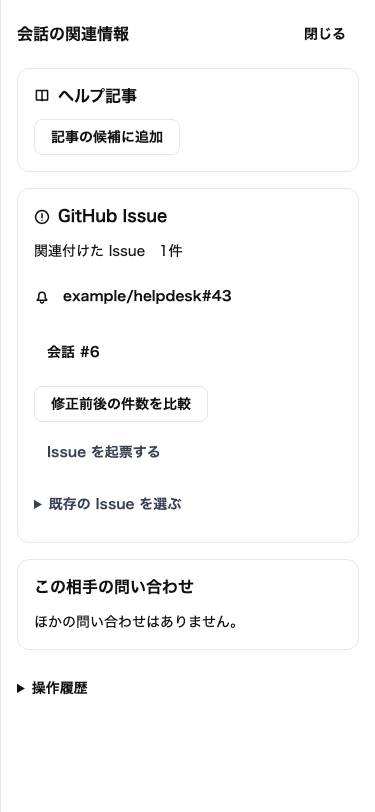 会話の関連情報 閉じる
ヘルプ記事
記事の候補に追加
GitHub Issue
関連付けた Issue 1件
example/helpdesk#43
会話 #6
修正前後の件数を比較
Issue を起票する
既存の Issue を選ぶ
この相手の問い合わせ
ほかの問い合わせはありません。
操作履歴